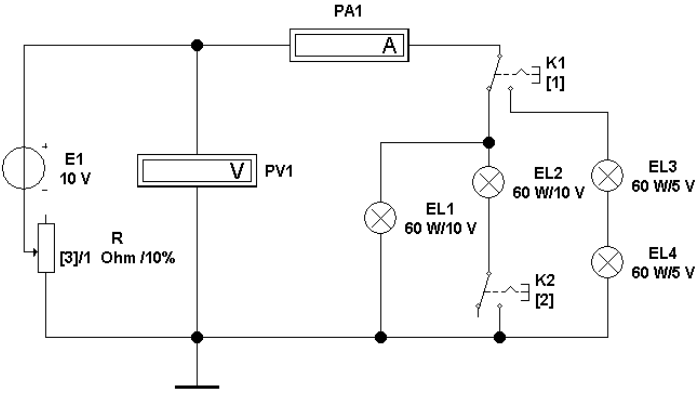 PA1
A
K1
[1]
E1
10 V
+
-
V
PV1
EL1
60 W/10 V
EL2
60 W/10 V
EL3
60 W/5 V
R
[3]/1 Ohm /10%
K2
[2]
EL4
60 W/5 V